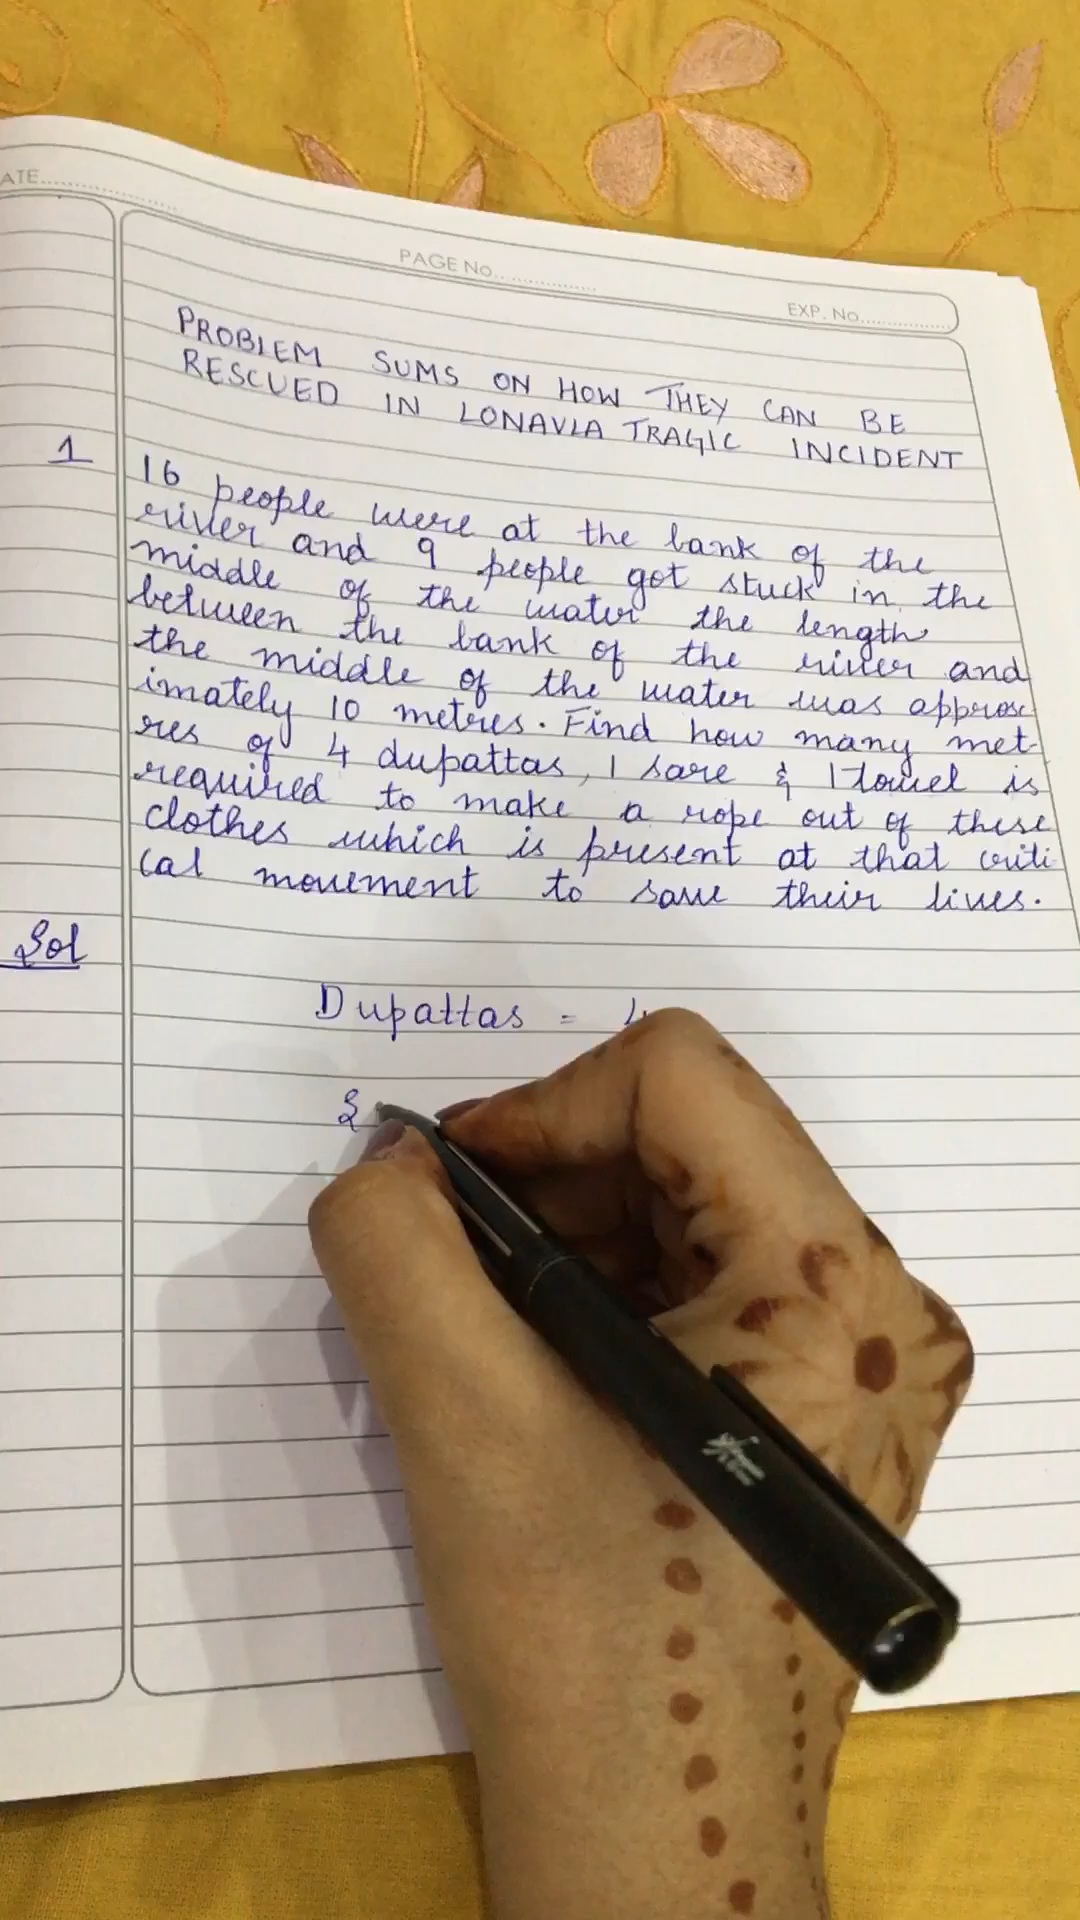 ATE
PAGE No.
EXP. No.
PROBLEM SUMS ON HOW THEY CAN BE
RESCUED IN LONAVLA TRAGIC INCIDENT
1
16 people were at the bank of the
river and 9 people got stuck in the
middle of the water the length
between the bank of the river and
the middle of the water was approx
imately 10 metres. Find how many met-
res of 4 dupattas, 1 sare & 1 towel is
required to make a rope out of these
clothes which is present at that criti
cal movement to save their lives.
Sol
Dupattas = 4
S